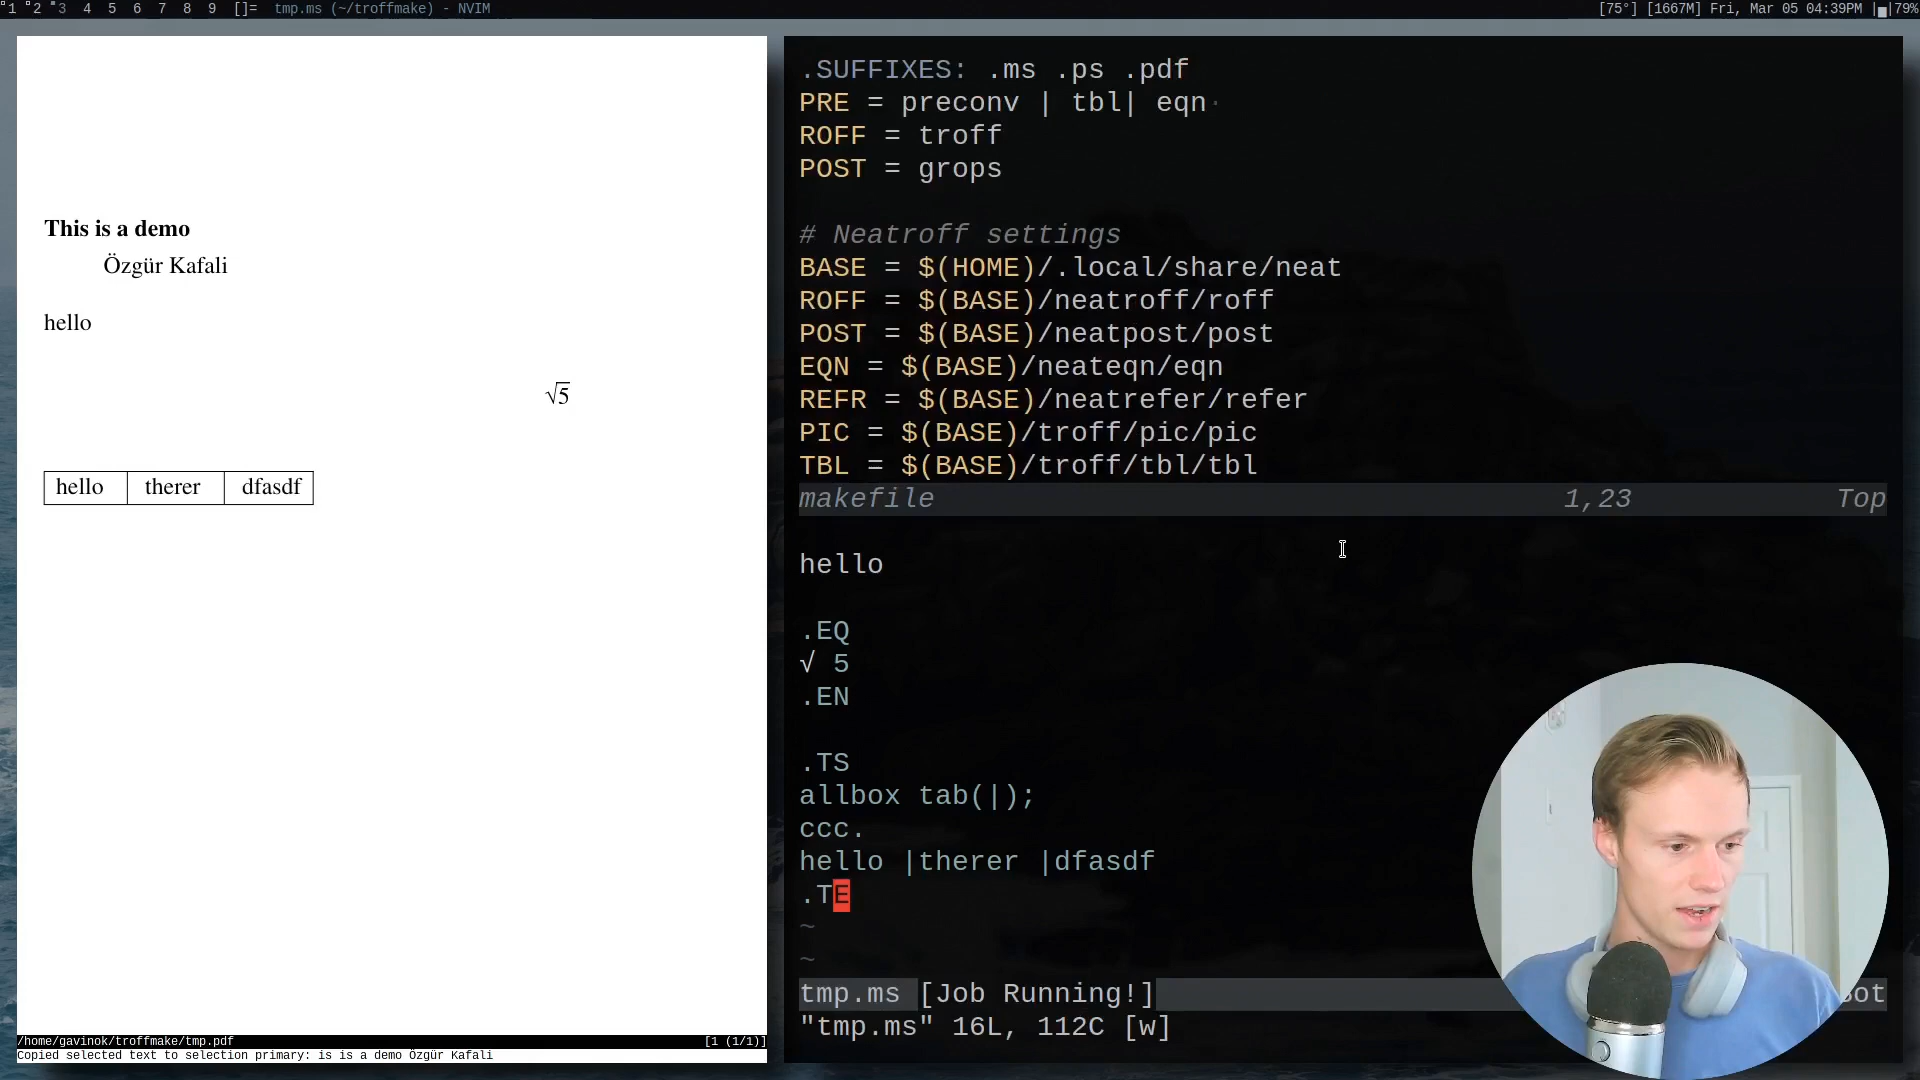 1 2 3 4 5 6 7 8 9 []= tmp.ms (~/troffmake) - NVIM
[75°] [1667M] Fri, Mar 05 04:39PM | |79%
This is a demo
Özgür Kafali
hello
√5
hello therer dfasdf
/home/gavinok/troffmake/tmp.pdf [1 (1/1)]
Copied selected text to selection primary: is is a demo Özgür Kafali
.SUFFIXES: .ms .ps .pdf
PRE = preconv | tbl| eqn·
ROFF = troff
POST = grops
# Neatroff settings
BASE = $(HOME)/.local/share/neat
ROFF = $(BASE)/neatroff/roff
POST = $(BASE)/neatpost/post
EQN = $(BASE)/neateqn/eqn
REFR = $(BASE)/neatrefer/refer
PIC = $(BASE)/troff/pic/pic
TBL = $(BASE)/troff/tbl/tbl
makefile 1,23 Top
hello
.EQ
√ 5
.EN
.TS
allbox tab(|);
ccc.
hello |therer |dfasdf
.TE
~
~
tmp.ms [Job Running!]
"tmp.ms" 16L, 112C [w]